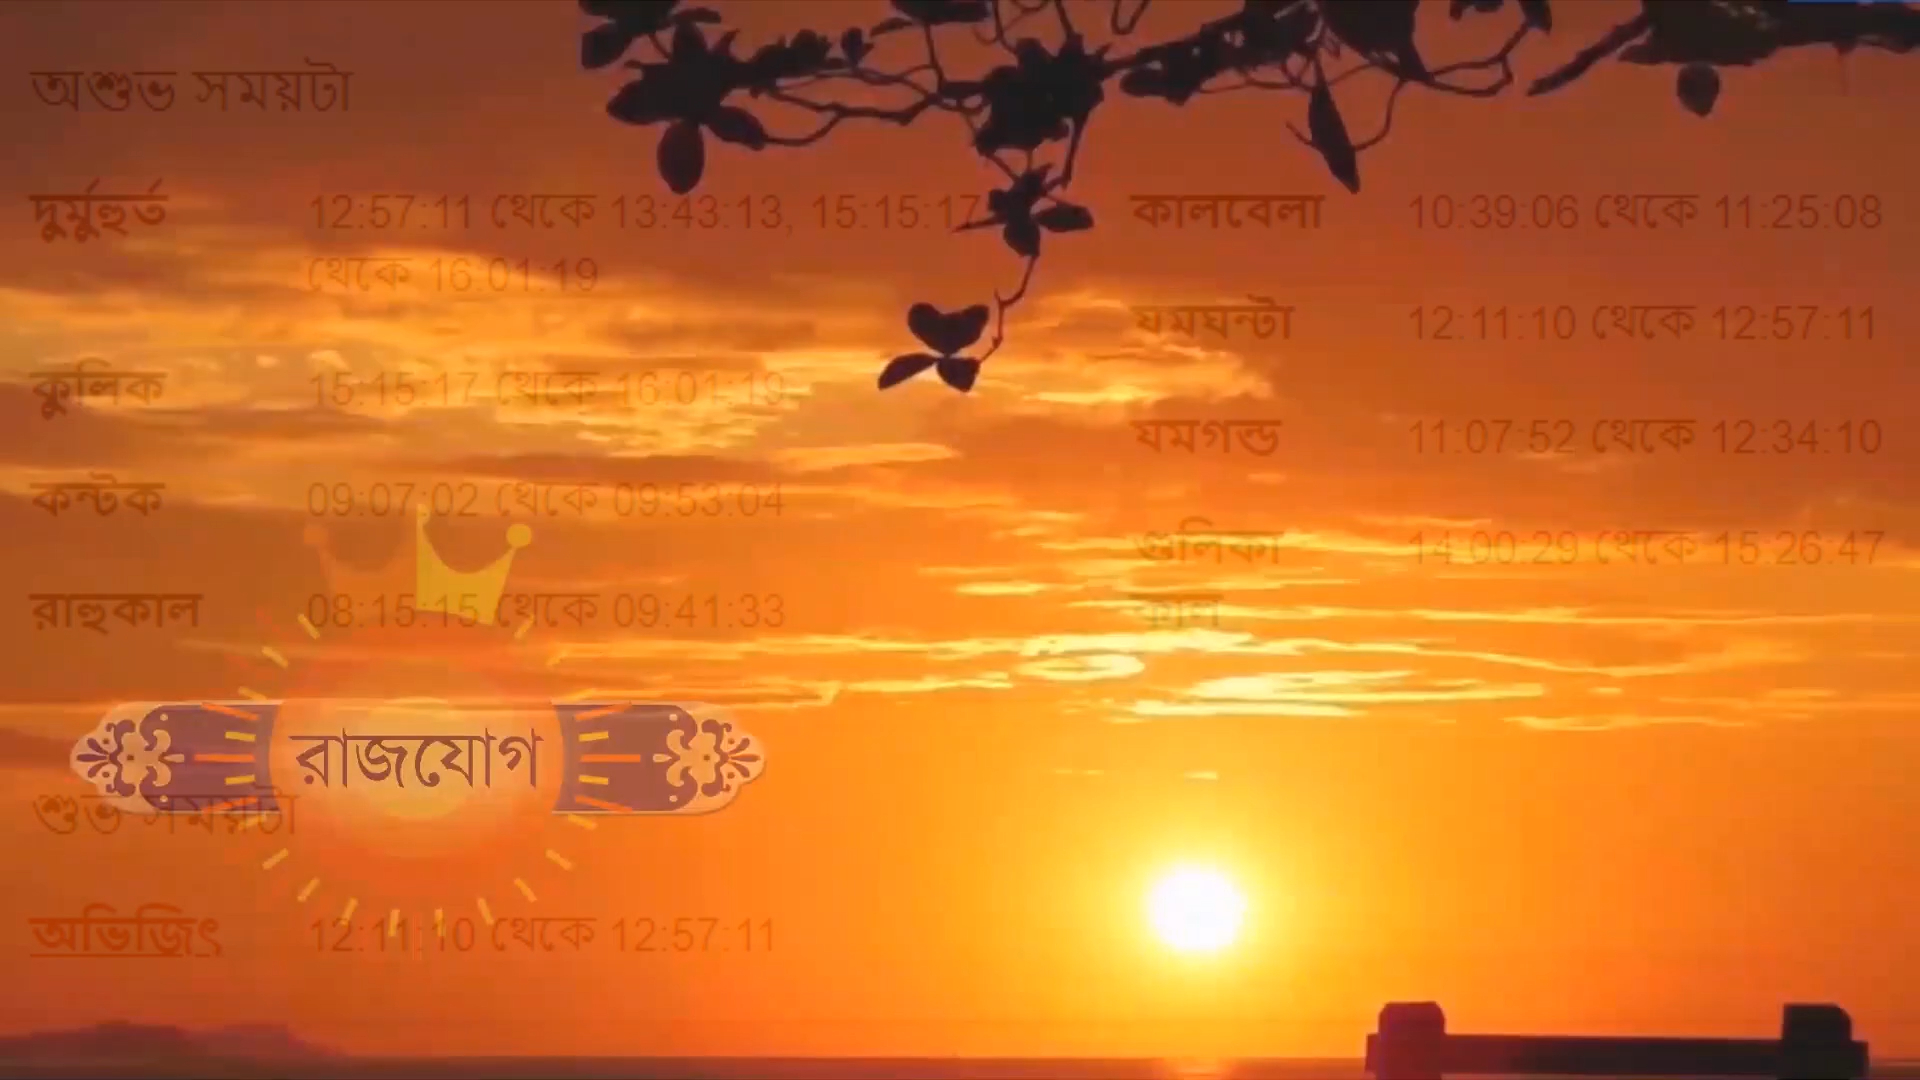 অশুভ সময়টা
দুর্মুহুর্ত 12:57:11 থেকে 13:43:13, 15:15:17
থেকে 16:01:19
কুলিক 15:15:17 থেকে 16:01:19
কন্টক 09:07:02 থেকে 09:53:04
রাহুকাল 08:15:15 থেকে 09:41:33
কালবেলা 10:39:06 থেকে 11:25:08
যমঘন্টা 12:11:10 থেকে 12:57:11
যমগন্ড 11:07:52 থেকে 12:34:10
গুলিকা 14:00:29 থেকে 15:26:47
কাল
রাজযোগ
শুভ সময়টা
অভিজিৎ 12:11:10 থেকে 12:57:11